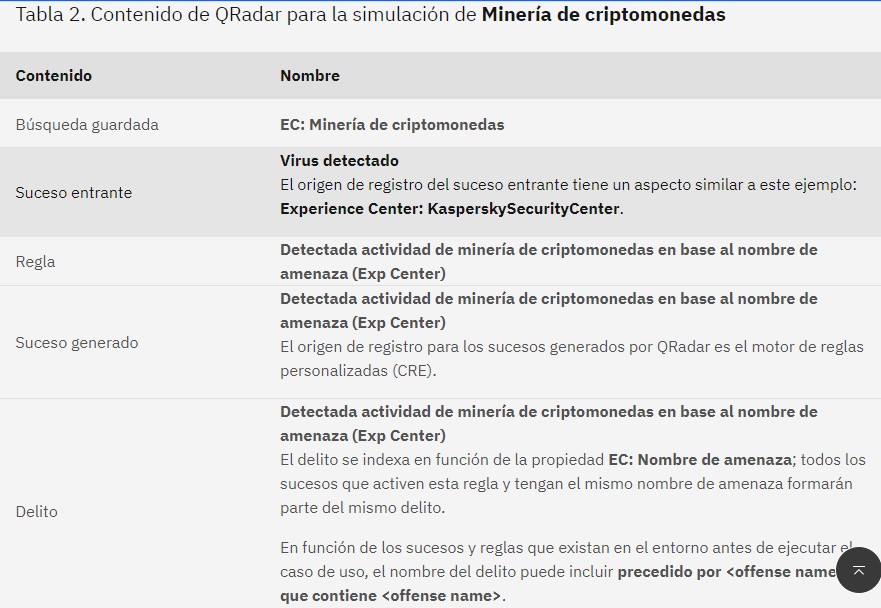 Tabla 2. Contenido de QRadar para la simulación de Minería de criptomonedas
Contenido Nombre
Búsqueda guardada EC: Minería de criptomonedas
Suceso entrante Virus detectado
El origen de registro del suceso entrante tiene un aspecto similar a este ejemplo:
Experience Center: KasperskySecurityCenter.
Regla Detectada actividad de minería de criptomonedas en base al nombre de
amenaza (Exp Center)
Suceso generado Detectada actividad de minería de criptomonedas en base al nombre de
amenaza (Exp Center)
El origen de registro para los sucesos generados por QRadar es el motor de reglas
personalizadas (CRE).
Delito Detectada actividad de minería de criptomonedas en base al nombre de
amenaza (Exp Center)
El delito se indexa en función de la propiedad EC: Nombre de amenaza; todos los
sucesos que activen esta regla y tengan el mismo nombre de amenaza formarán
parte del mismo delito.
En función de los sucesos y reglas que existan en el entorno antes de ejecutar el
caso de uso, el nombre del delito puede incluir precedido por <offense name
que contiene <offense name>.